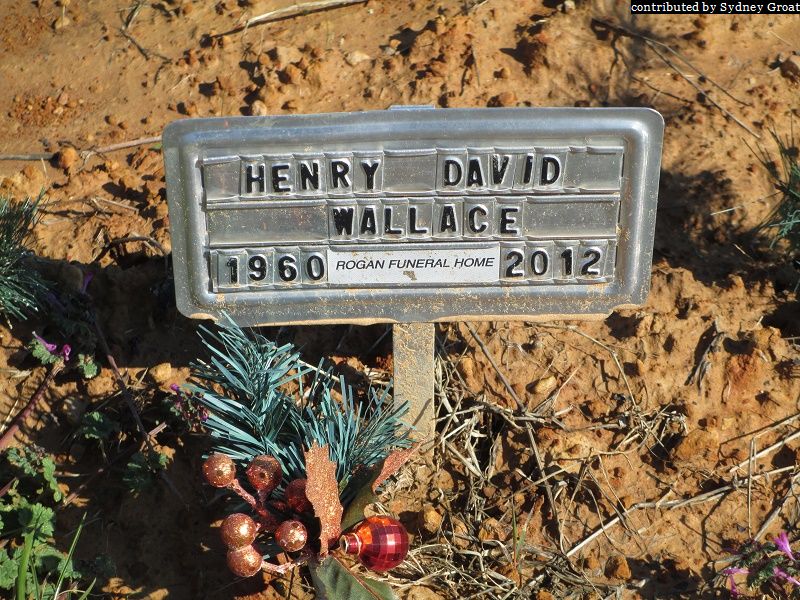 contributed by Sydney Groat
HENRY DAVID
WALLACE
1960 ROGAN FUNERAL HOME 2012